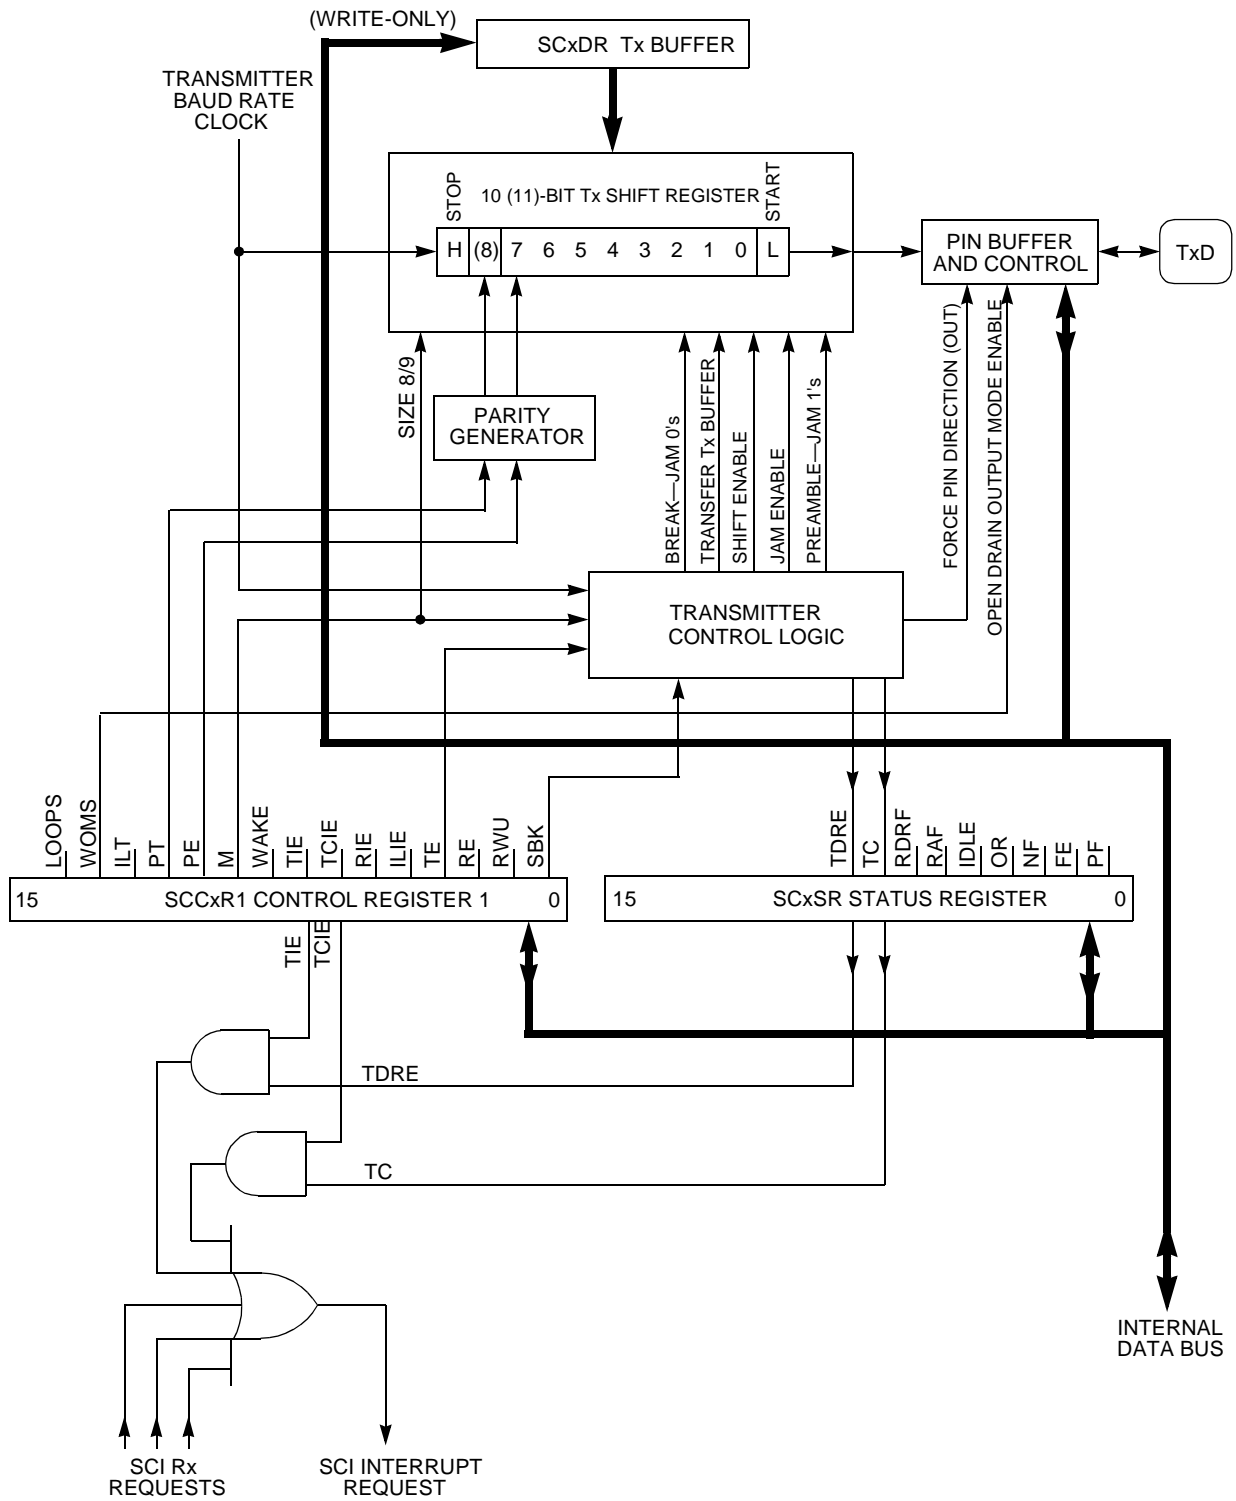 (WRITE-ONLY)
SCxDR Tx BUFFER
TRANSMITTER
BAUD RATE
CLOCK
STOP
10 (11)-BIT Tx SHIFT REGISTER
START
H (8) 7 6 5 4 3 2 1 0 L
PIN BUFFER
AND CONTROL
TxD
SIZE 8/9
PARITY
GENERATOR
BREAK—JAM 0's
TRANSFER Tx BUFFER
SHIFT ENABLE
JAM ENABLE
PREAMBLE—JAM 1's
FORCE PIN DIRECTION (OUT)
OPEN DRAIN OUTPUT MODE ENABLE
TRANSMITTER
CONTROL LOGIC
LOOPS
WOMS
ILT
PT
PE
M
WAKE
TIE
TCIE
RIE
ILIE
TE
RE
RWU
SBK
TDRE
TC
RDRF
RAF
IDLE
OR
NF
FE
PF
15 SCCxR1 CONTROL REGISTER 1 0
15 SCxSR STATUS REGISTER 0
TIE
TCIE
TDRE
TC
INTERNAL
DATA BUS
SCI Rx
REQUESTS
SCI INTERRUPT
REQUEST